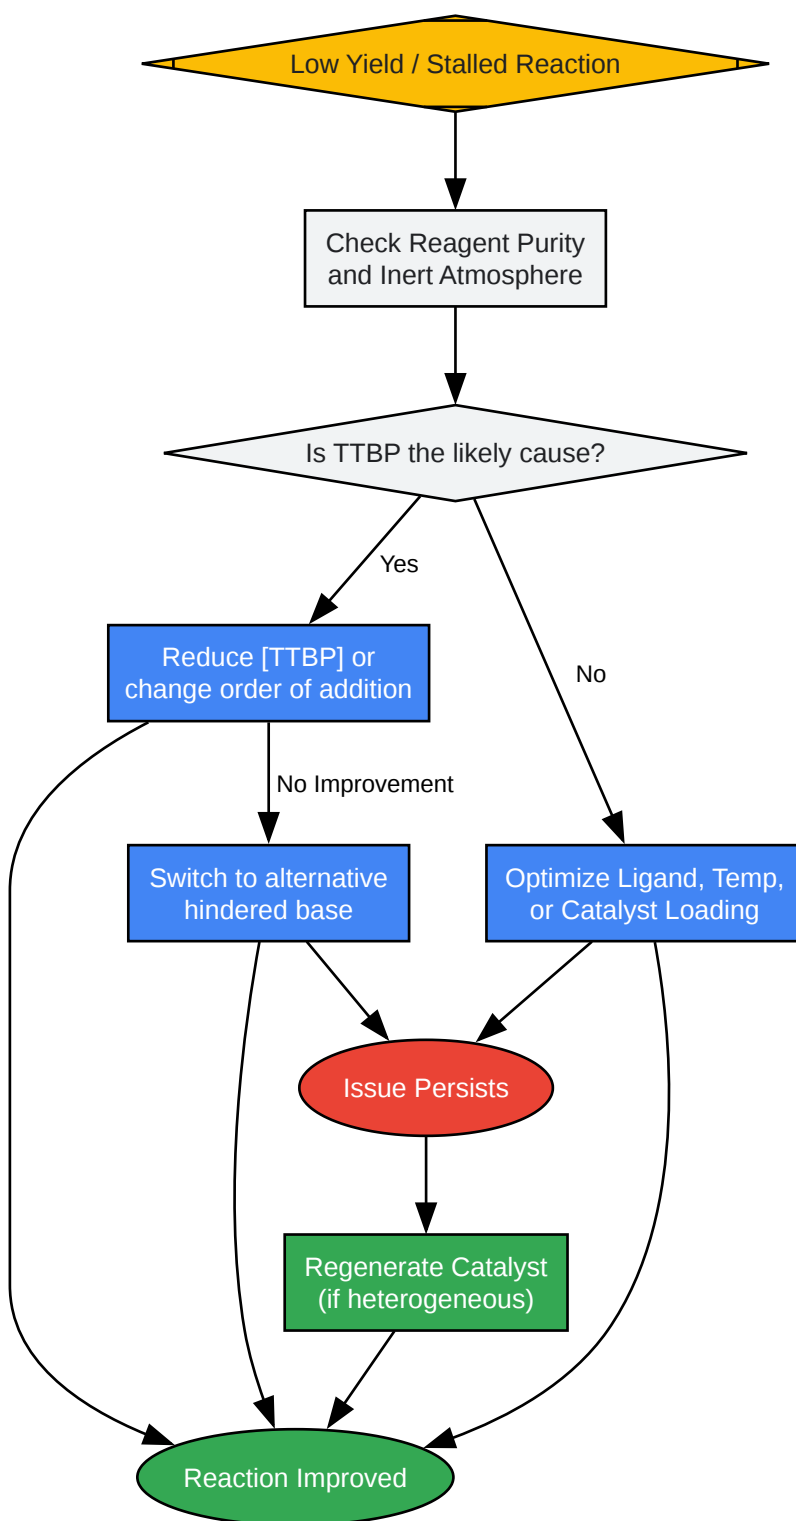 Low Yield / Stalled Reaction
Check Reagent Purity
and Inert Atmosphere
Is TTBP the likely cause?
Yes
No
Reduce [TTBP] or
change order of addition
No Improvement
Switch to alternative
hindered base
Optimize Ligand, Temp,
or Catalyst Loading
Issue Persists
Regenerate Catalyst
(if heterogeneous)
Reaction Improved